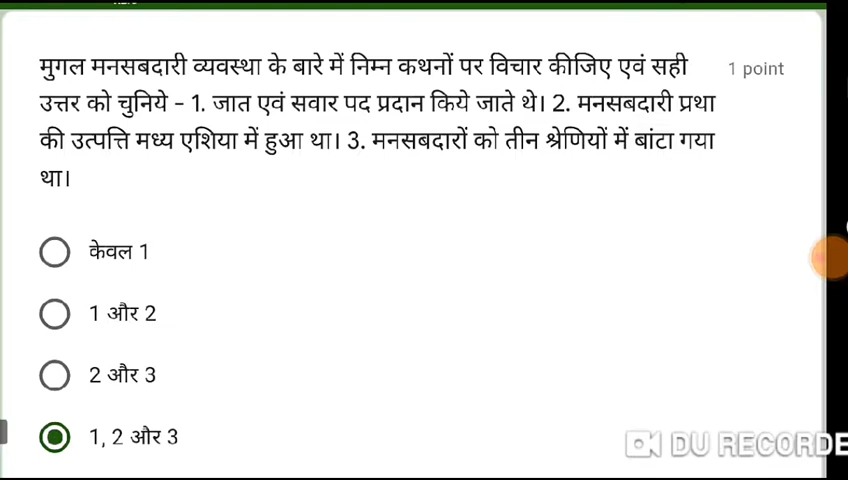 मुगल मनसबदारी व्यवस्था के बारे में निम्न कथनों पर विचार कीजिए एवं सही
1 point
उत्तर को चुनिये - 1. जात एवं सवार पद प्रदान किये जाते थे। 2. मनसबदारी प्रथा
की उत्पत्ति मध्य एशिया में हुआ था। 3. मनसबदारों को तीन श्रेणियों में बांटा गया
था।
केवल 1
1 और 2
2 और 3
1, 2 और 3
DU RECORDE